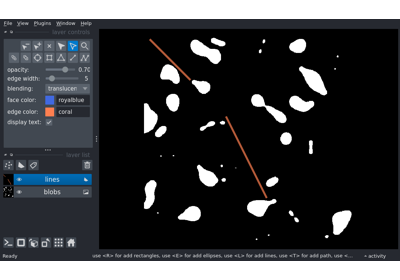 File View Plugins Window Help
layer controls
opacity: 0.70
edge width: 5
blending: translucen
face color: royalblue
edge color: coral
display text:
layer list
lines
blobs
Ready use <R> for add rectangles, use <E> for add ellipses, use <L> for add lines, use <T> for add path, use <... activity